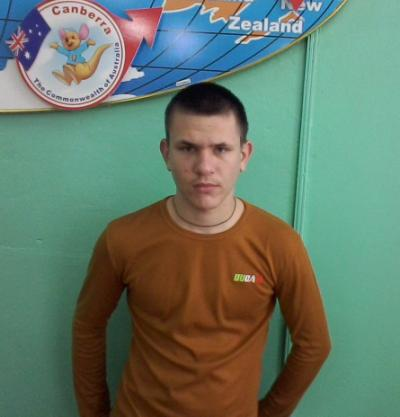 New
Zealand
Canberra
The Commonwealth of Australia